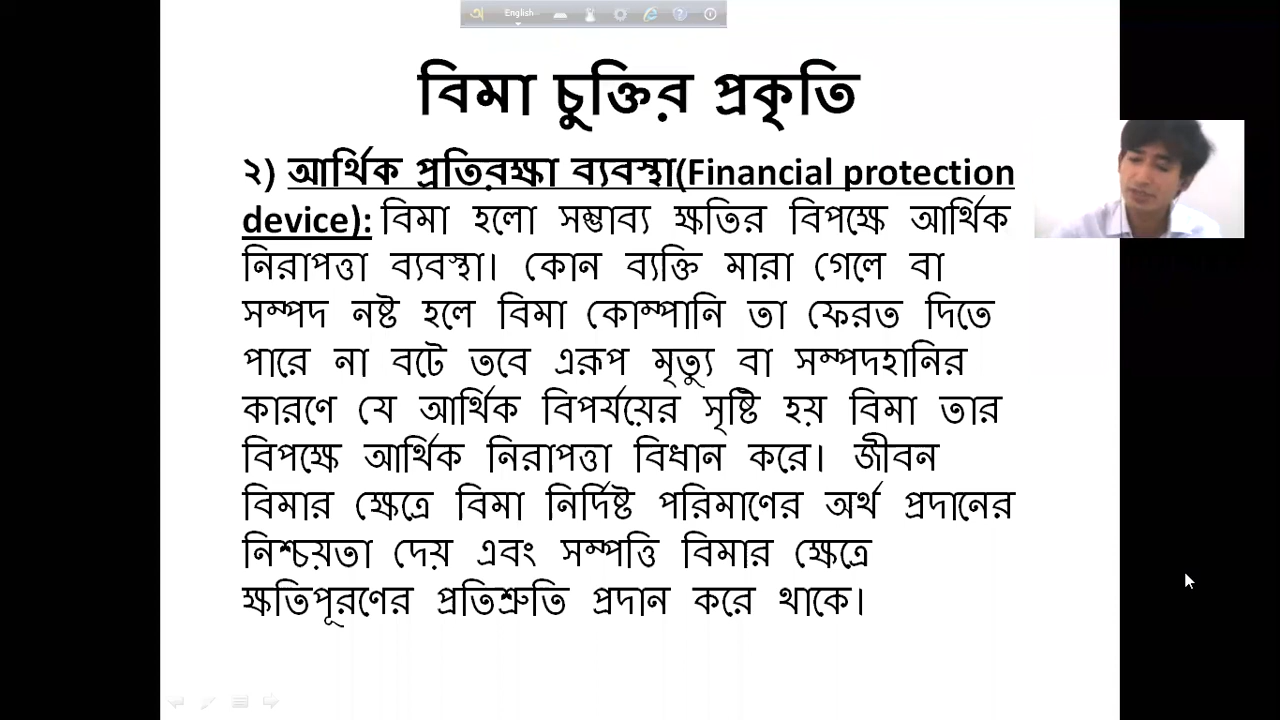 English
বিমা চুক্তির প্রকৃতি
২) আর্থিক প্রতিরক্ষা ব্যবস্থা(Financial protection
device): বিমা হলো সম্ভাব্য ক্ষতির বিপক্ষে আর্থিক
নিরাপত্তা ব্যবস্থা। কোন ব্যক্তি মারা গেলে বা
সম্পদ নষ্ট হলে বিমা কোম্পানি তা ফেরত দিতে
পারে না বটে তবে এরূপ মৃত্যু বা সম্পদহানির
কারণে যে আর্থিক বিপর্যয়ের সৃষ্টি হয় বিমা তার
বিপক্ষে আর্থিক নিরাপত্তা বিধান করে। জীবন
বিমার ক্ষেত্রে বিমা নির্দিষ্ট পরিমাণের অর্থ প্রদানের
নিশ্চয়তা দেয় এবং সম্পত্তি বিমার ক্ষেত্রে
ক্ষতিপূরণের প্রতিশ্রুতি প্রদান করে থাকে।